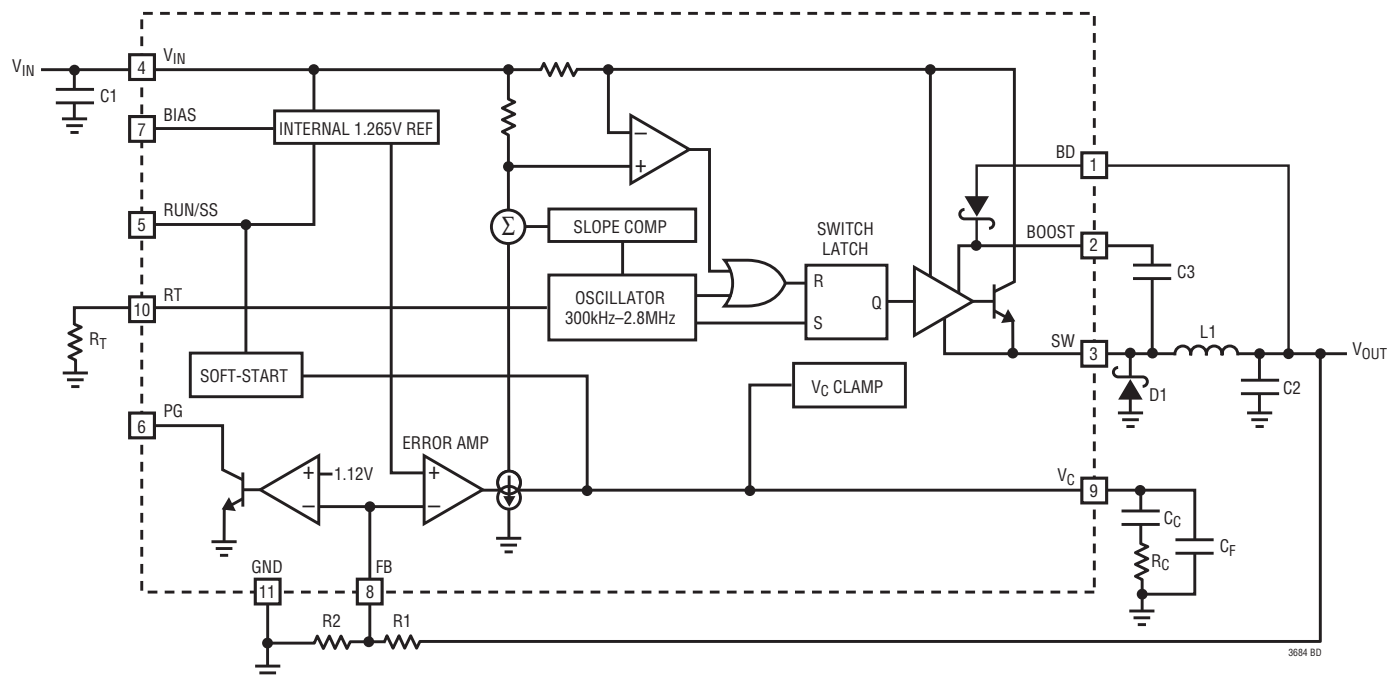 VIN
C1
4
VIN
7
BIAS
INTERNAL 1.265V REF
5
RUN/SS
10
RT
RT
SOFT-START
6
PG
+
–
1.12V
ERROR AMP
+
–
Σ
SLOPE COMP
OSCILLATOR
300kHz–2.8MHz
–
+
SWITCH
LATCH
R
S
Q
VC CLAMP
BD
1
BOOST
2
C3
SW
3
L1
VOUT
D1
C2
VC
9
CC
RC
CF
GND
11
FB
8
R2
R1
3684 BD